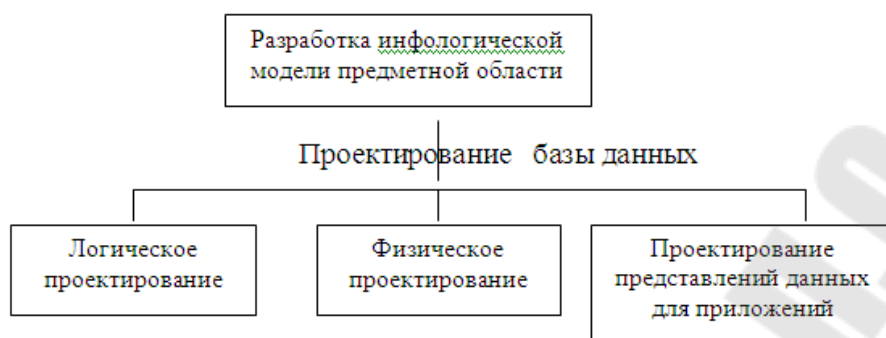 Разработка инфологической
модели предметной области
Проектирование базы данных
Логическое
проектирование
Физическое
проектирование
Проектирование
представлений данных
для приложений